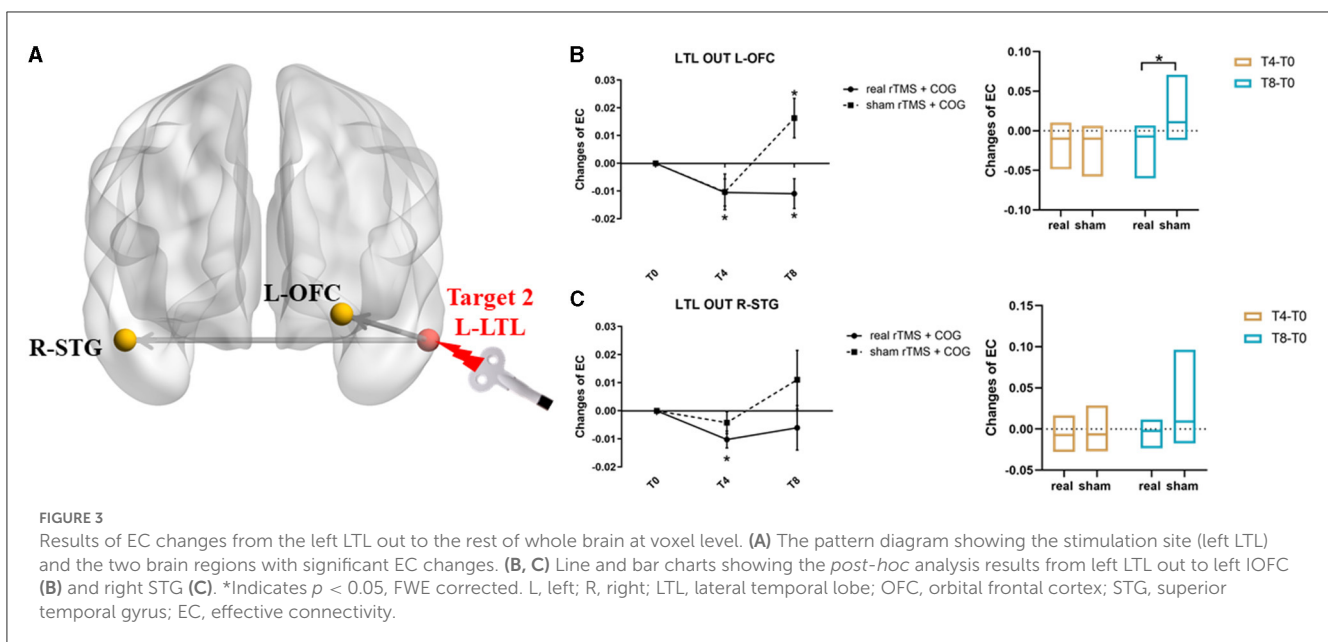 A
L-OFC
Target 2
L-LTL
R-STG
B
LTL OUT L-OFC
Changes of EC
0.03
0.02
0.01
0.00
-0.01
-0.02
*
*
*
T0
T4
T8
real rTMS + COG
sham rTMS + COG
Changes of EC
0.10
0.05
0.00
-0.05
-0.10
*
real sham
real sham
T4-T0
T8-T0
C
LTL OUT R-STG
Changes of EC
0.03
0.02
0.01
0.00
-0.01
-0.02
*
T0
T4
T8
real rTMS + COG
sham rTMS + COG
Changes of EC
0.15
0.10
0.05
0.00
-0.05
real sham
real sham
T4-T0
T8-T0
FIGURE 3
Results of EC changes from the left LTL out to the rest of whole brain at voxel level. (A) The pattern diagram showing the stimulation site (left LTL)
and the two brain regions with significant EC changes. (B, C) Line and bar charts showing the post-hoc analysis results from left LTL out to left lOFC
(B) and right STG (C). *Indicates p < 0.05, FWE corrected. L, left; R, right; LTL, lateral temporal lobe; OFC, orbital frontal cortex; STG, superior
temporal gyrus; EC, effective connectivity.